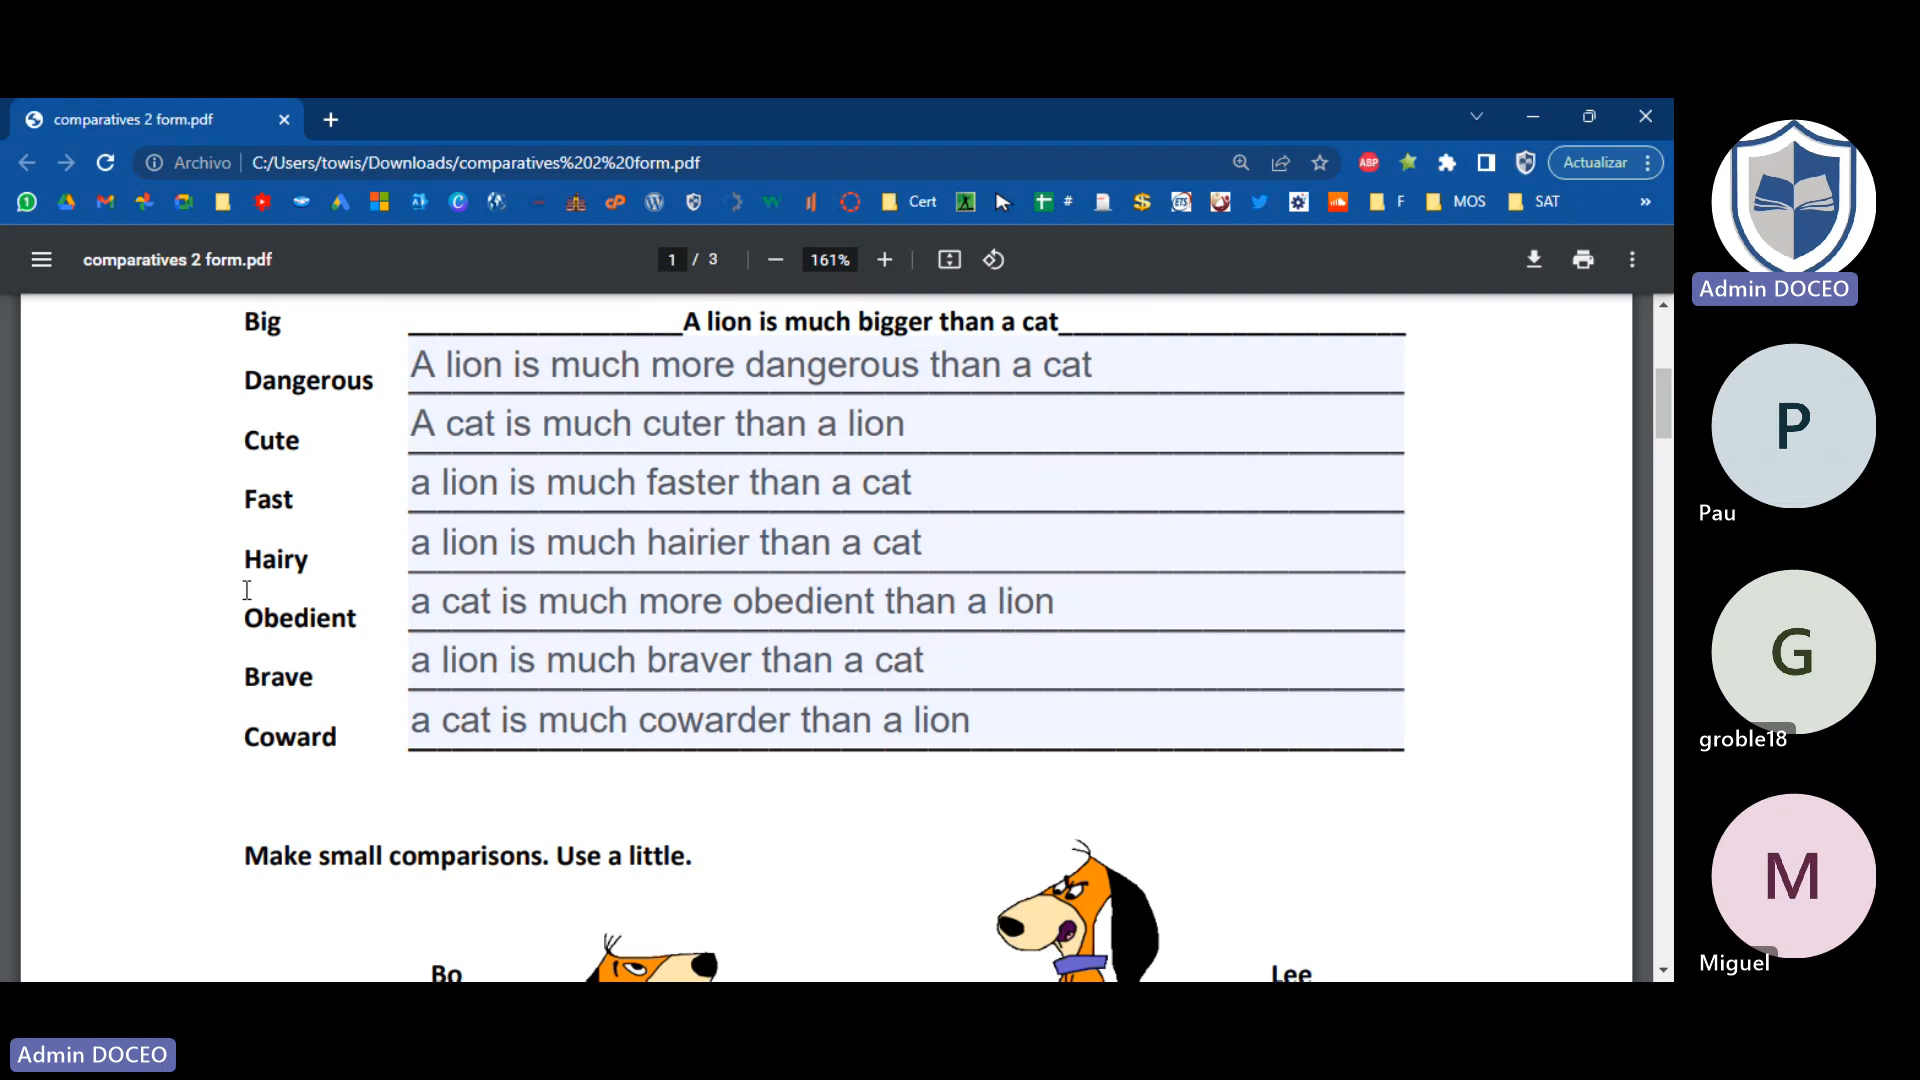 comparatives 2 form.pdf
Archivo C:/Users/towis/Downloads/comparatives%202%20form.pdf
ABP
Actualizar
1 Cert # ETS F MOS SAT »
comparatives 2 form.pdf 1 / 3 161%
Big A lion is much bigger than a cat
Dangerous A lion is much more dangerous than a cat
Cute A cat is much cuter than a lion
Fast a lion is much faster than a cat
Hairy a lion is much hairier than a cat
Obedient a cat is much more obedient than a lion
Brave a lion is much braver than a cat
Coward a cat is much cowarder than a lion
Make small comparisons. Use a little.
Bo Lee
Admin DOCEO
P
Pau
G
groble18
M
Miguel
Admin DOCEO